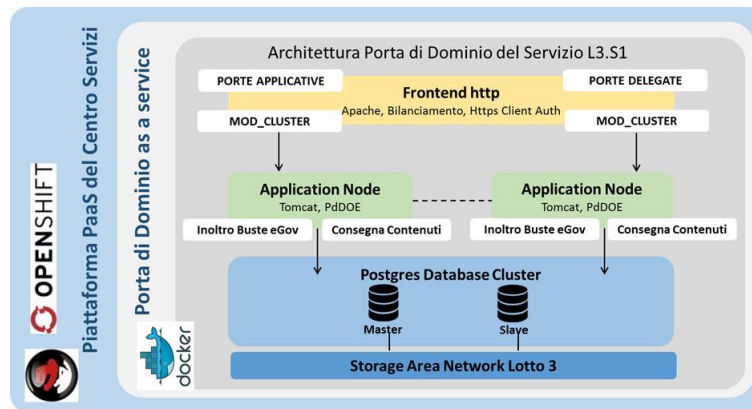 Piattaforma PaaS del Centro Servizi
OPENSHIFT
Porta di Dominio as a service
docker
Architettura Porta di Dominio del Servizio L3.S1
PORTE APPLICATIVE
PORTE DELEGATE
Frontend http
Apache, Bilanciamento, Https Client Auth
MOD_CLUSTER
MOD_CLUSTER
Application Node
Tomcat, PdDOE
Application Node
Tomcat, PdDOE
Inoltro Buste eGov
Consegna Contenuti
Inoltro Buste eGov
Consegna Contenuti
Postgres Database Cluster
Master
Slave
Storage Area Network Lotto 3